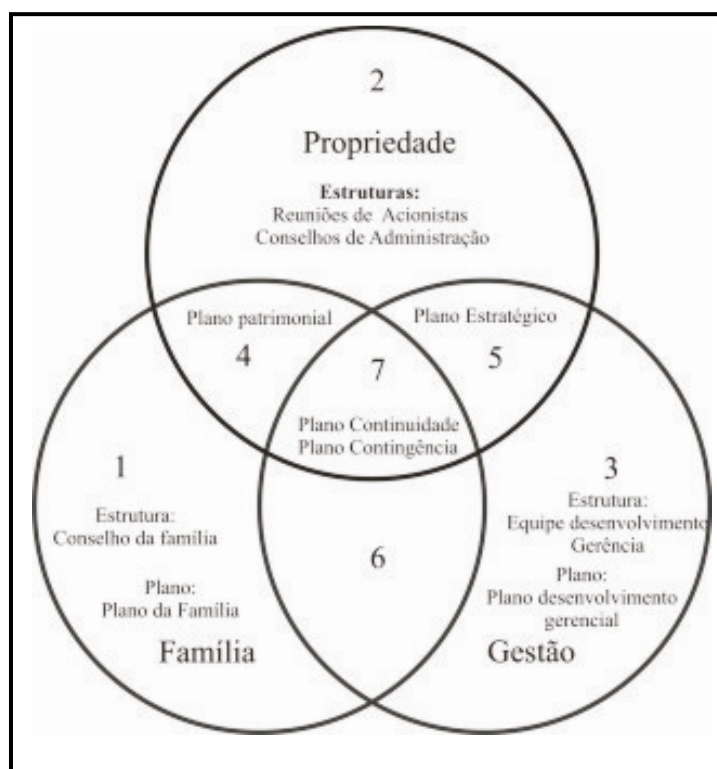 2
Propriedade
Estruturas:
Reuniões de Acionistas
Conselhos de Administração
Plano patrimonial
4
Plano Estratégico
5
7
Plano Continuidade
Plano Contingência
1
Estrutura:
Conselho da família
Plano:
Plano da Família
Família
6
3
Estrutura:
Equipe desenvolvimento
Gerência
Plano:
Plano desenvolvimento
gerencial
Gestão